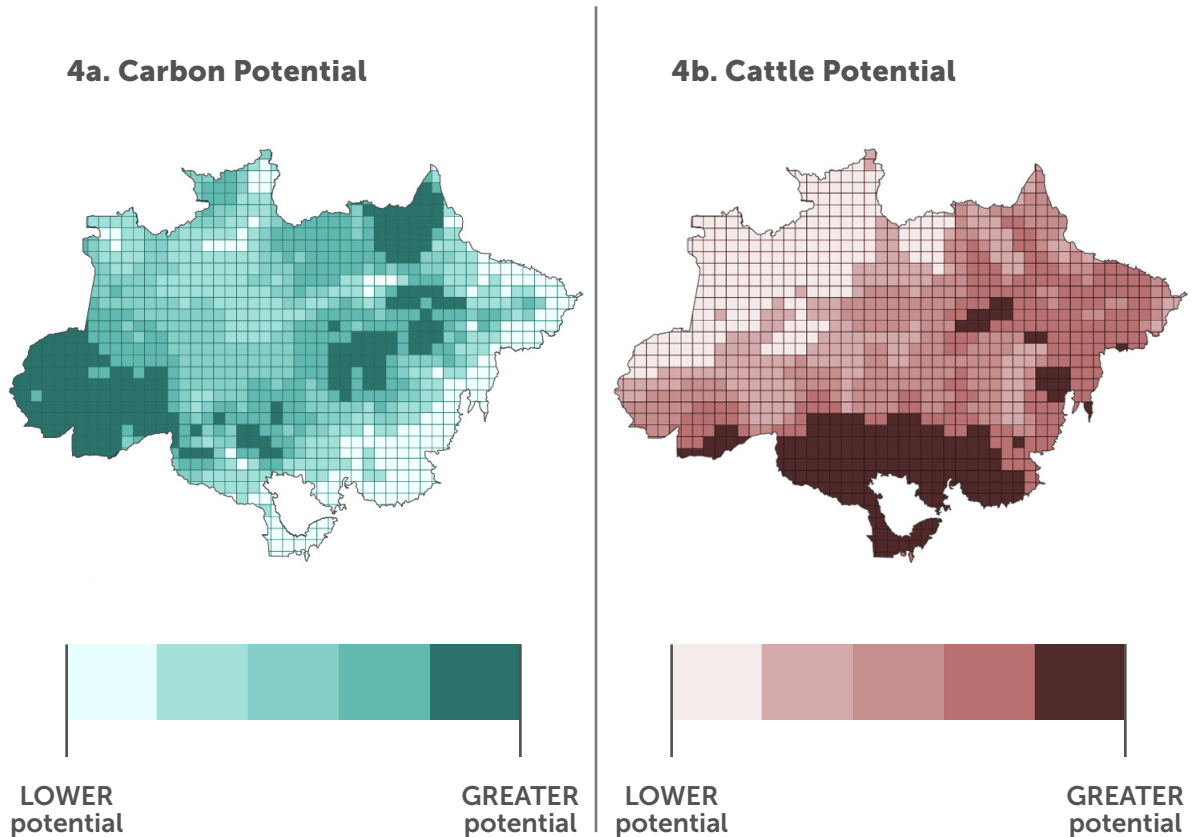 4a. Carbon Potential
4b. Cattle Potential
LOWER
potential
GREATER
potential
LOWER
potential
GREATER
potential